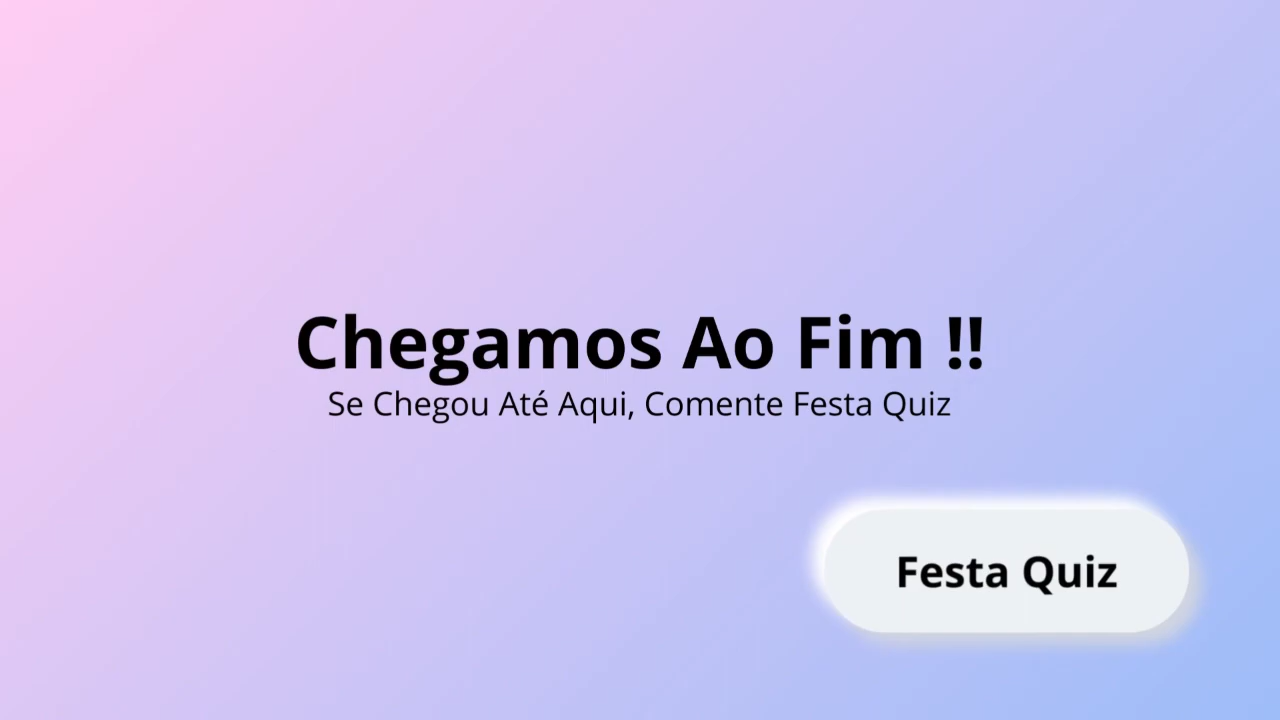 Chegamos Ao Fim !!
Se Chegou Até Aqui, Comente Festa Quiz
Festa Quiz